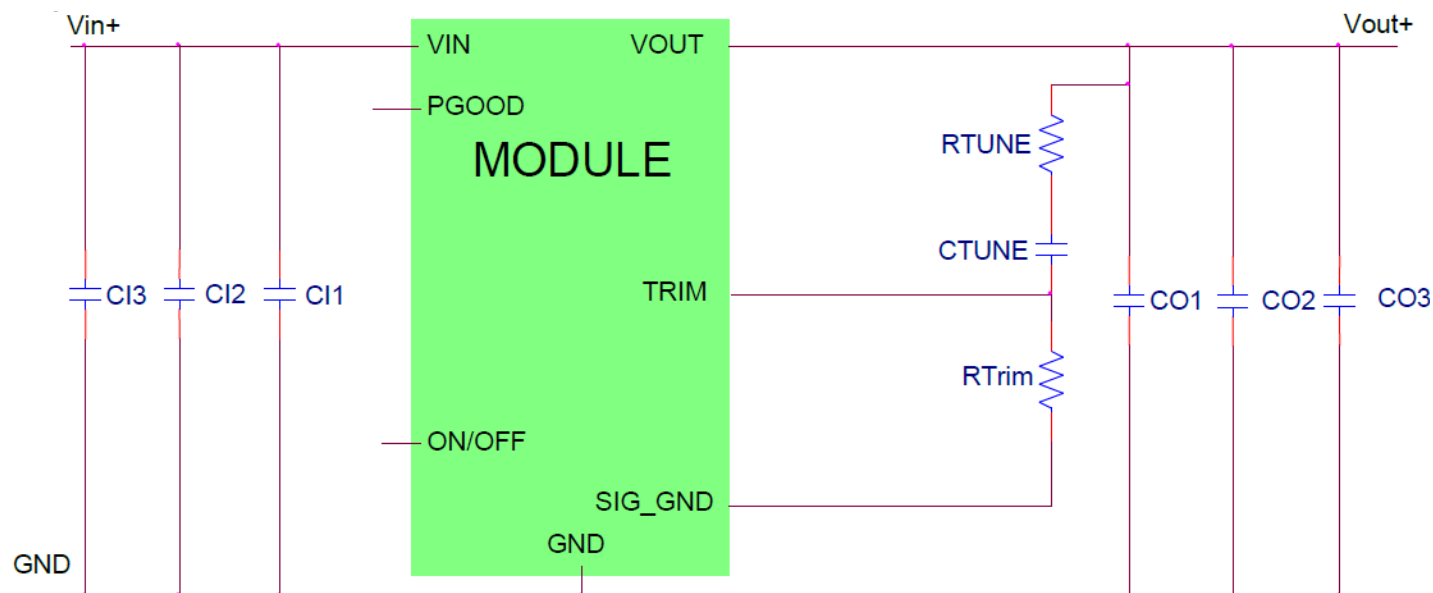 Vin+
Vout+
VIN
VOUT
PGOOD
MODULE
RTUNE
CTUNE
TRIM
CI3
CI2
CI1
CO1
CO2
CO3
RTrim
ON/OFF
SIG_GND
GND
GND